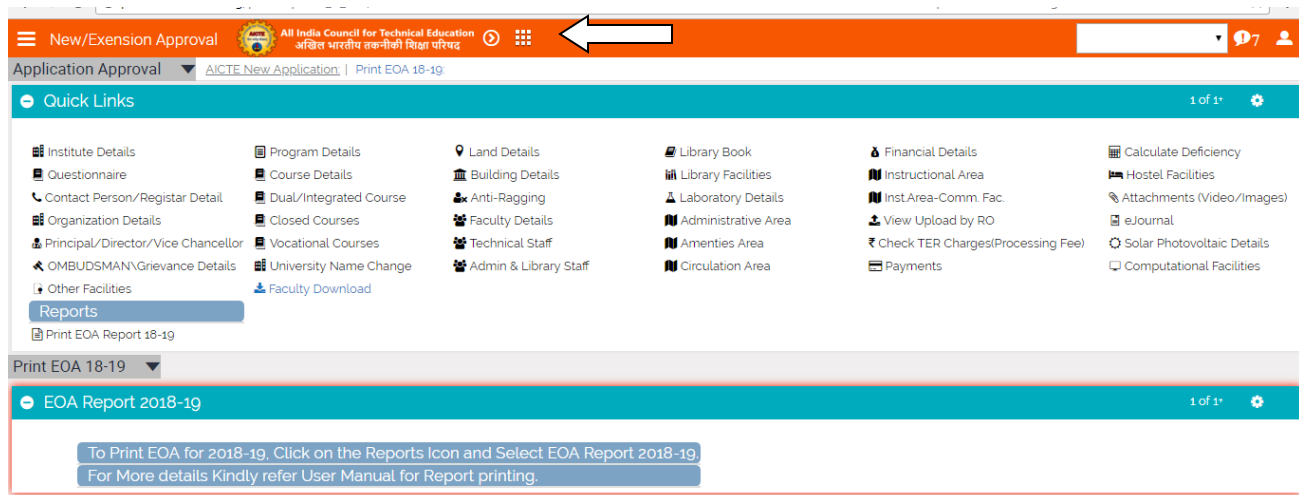 New/Exension Approval
All India Council for Technical Education
अखिल भारतीय तकनीकी शिक्षा परिषद
7
Application Approval
AICTE New Application: | Print EOA 18-19:
Quick Links
1 of 1+
Institute Details Program Details Land Details Library Book Financial Details Calculate Deficiency
Questionnaire Course Details Building Details Library Facilities Instructional Area Hostel Facilities
Contact Person/Registar Detail Dual/Integrated Course Anti-Ragging Laboratory Details Inst.Area-Comm. Fac. Attachments (Video/Images)
Organization Details Closed Courses Faculty Details Administrative Area View Upload by RO eJournal
Principal/Director/Vice Chancellor Vocational Courses Technical Staff Amenties Area ₹ Check TER Charges(Processing Fee) Solar Photovoltaic Details
OMBUDSMAN\Grievance Details University Name Change Admin & Library Staff Circulation Area Payments Computational Facilities
Other Facilities Faculty Download
Reports
Print EOA Report 18-19
Print EOA 18-19
EOA Report 2018-19
1 of 1+
To Print EOA for 2018-19, Click on the Reports Icon and Select EOA Report 2018-19.
For More details Kindly refer User Manual for Report printing.